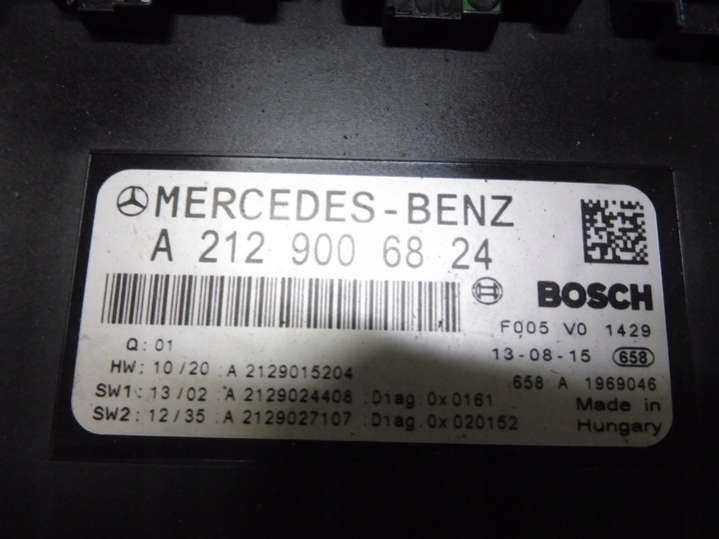 MERCEDES-BENZ
A 212 900 68 24
BOSCH
F005 V0 1429
Q: 01
13-08-15 658
HW: 10/20 :A 2129015204
658 A 1969046
SW1: 13/02 :A 2129024408 :Diag.0x0161
Made in
SW2: 12/35 :A 2129027107 :Diag.0x020152
Hungary